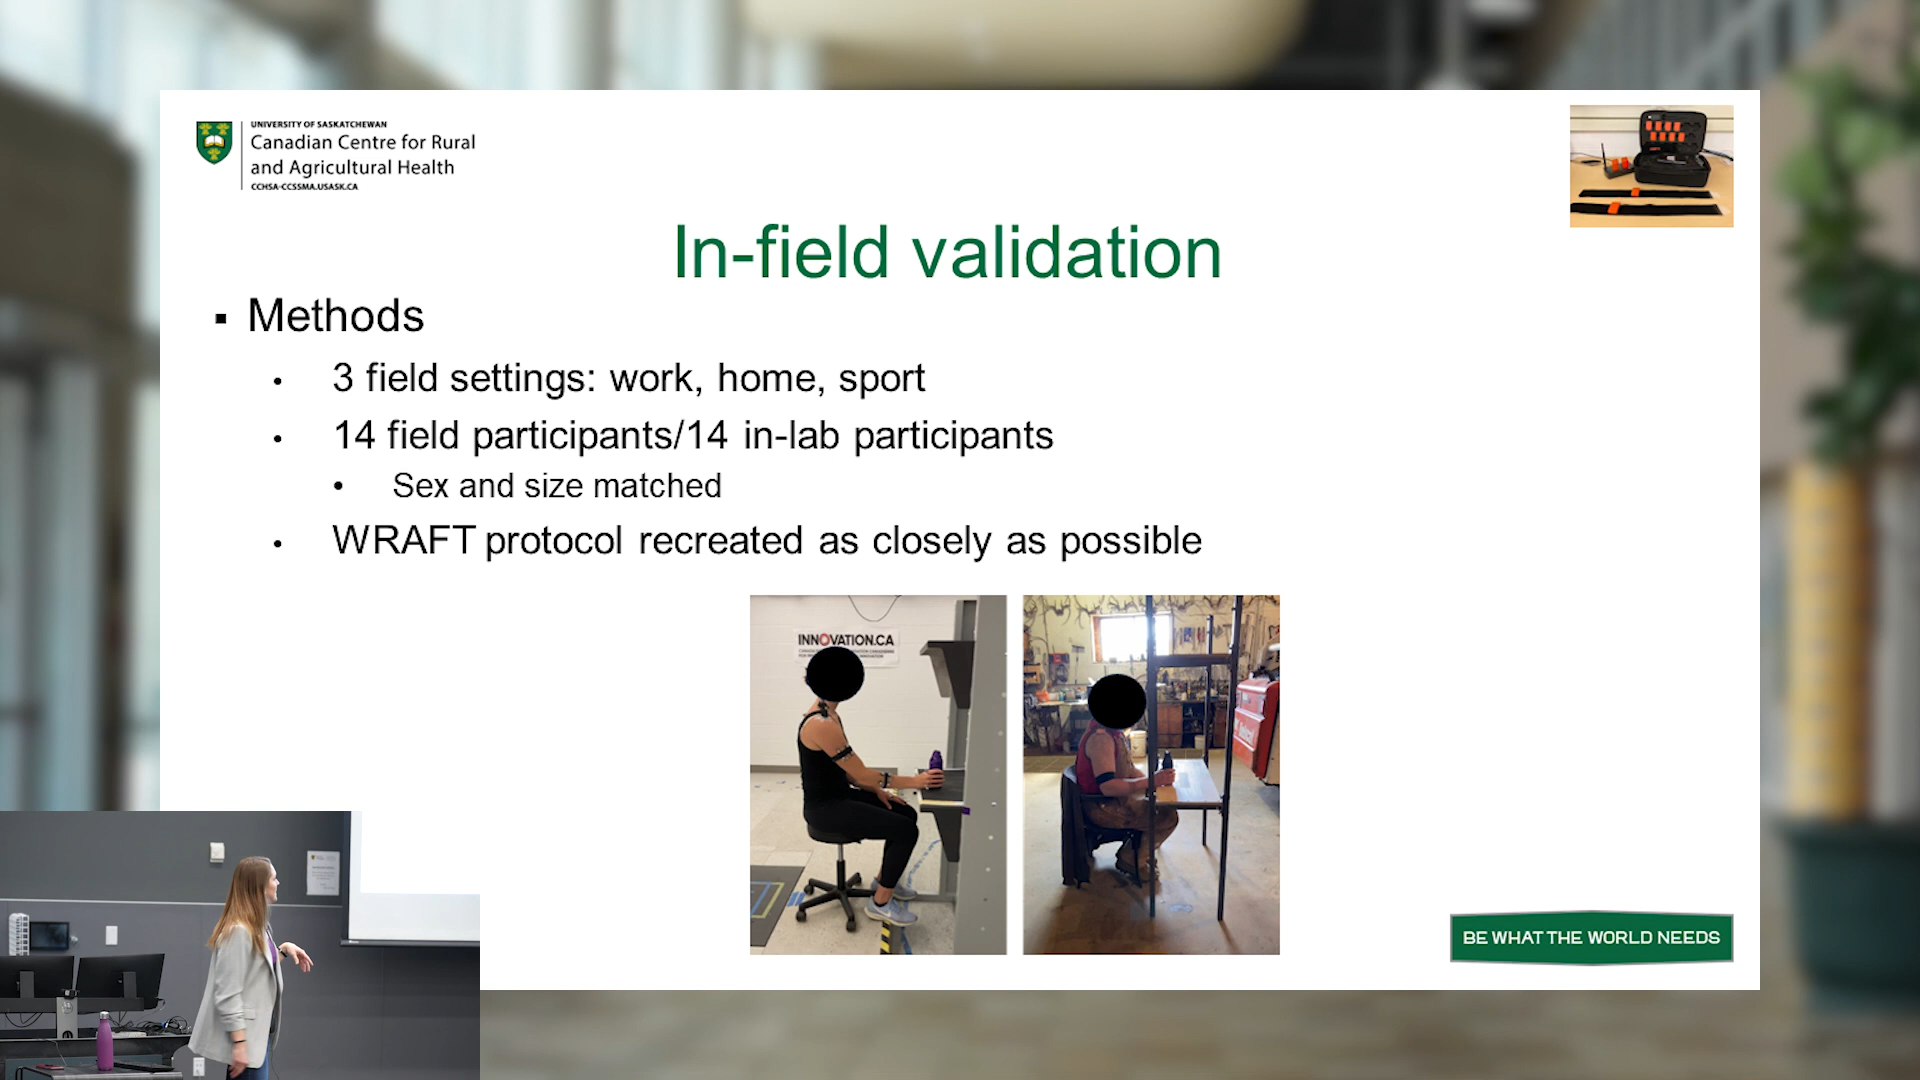 UNIVERSITY OF SASKATCHEWAN
Canadian Centre for Rural
and Agricultural Health
CCHSA-CCSSMA.USASK.CA
In-field validation
▪ Methods
• 3 field settings: work, home, sport
• 14 field participants/14 in-lab participants
• Sex and size matched
• WRAFT protocol recreated as closely as possible
INNOVATION.CA
BE WHAT THE WORLD NEEDS